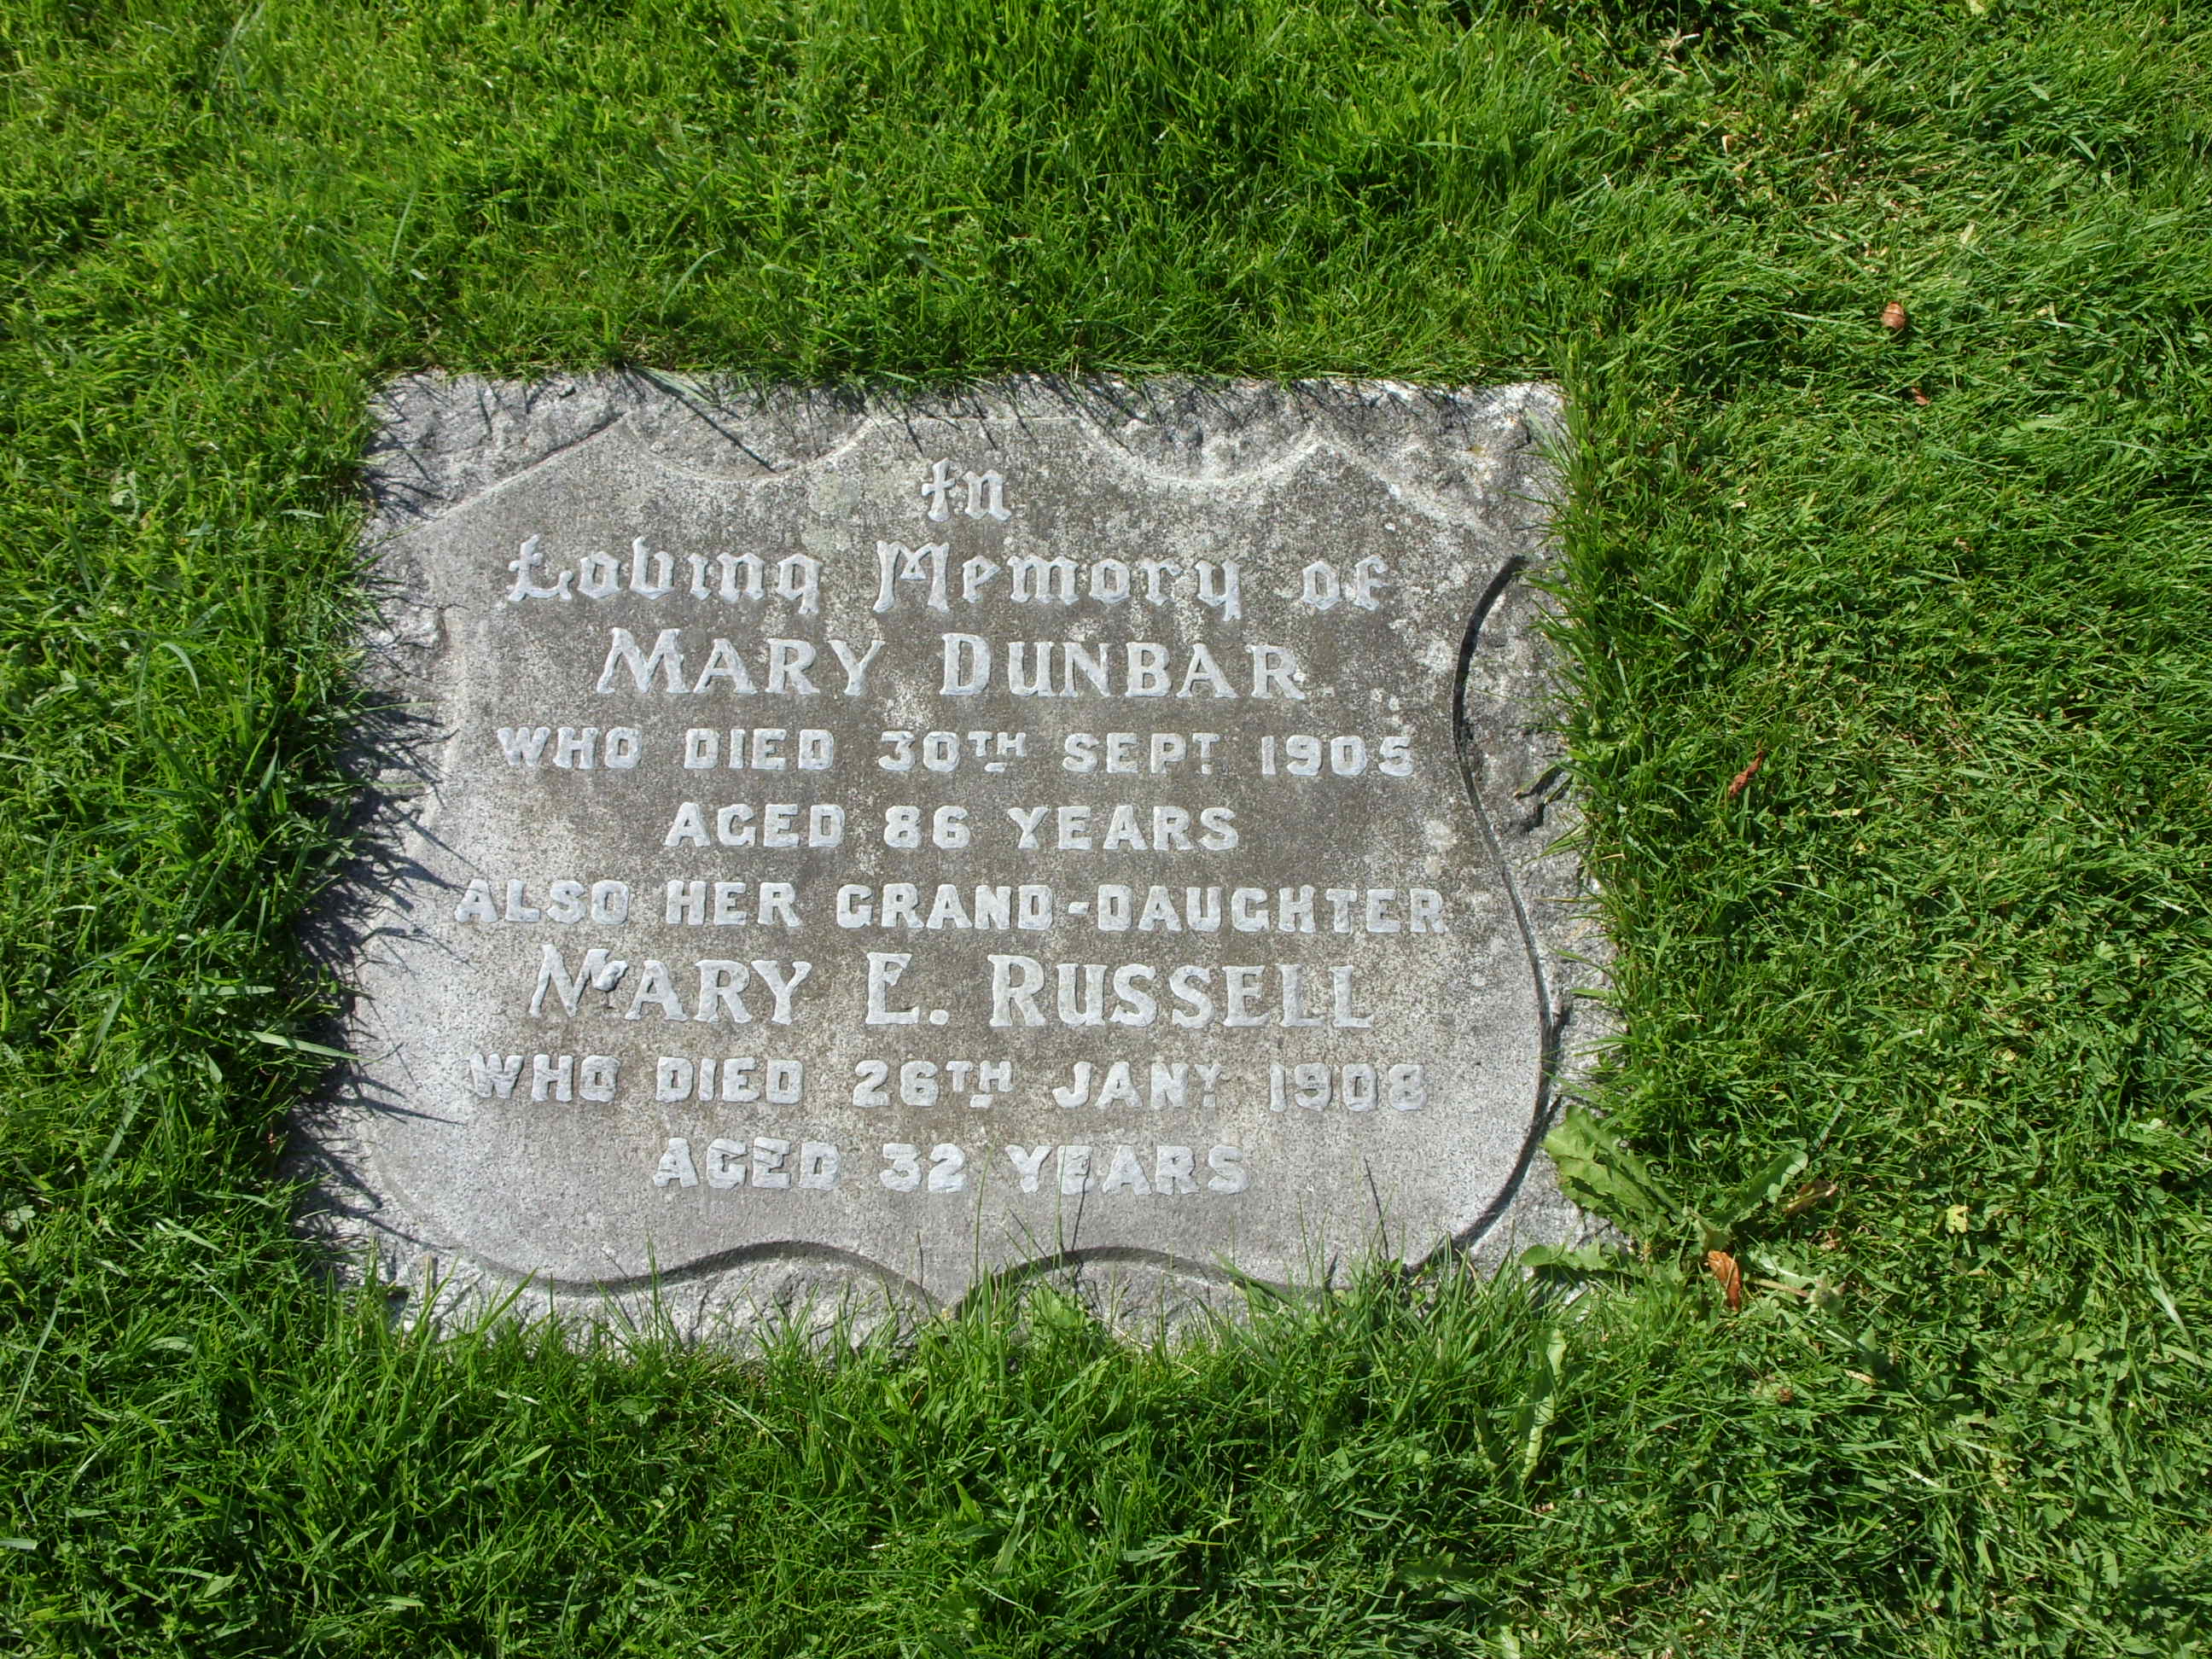 In
Loving Memory of
MARY DUNBAR
WHO DIED 30TH SEPT 1905
AGED 86 YEARS
ALSO HER GRAND-DAUGHTER
MARY E. RUSSELL
WHO DIED 26TH JANY 1908
AGED 32 YEARS